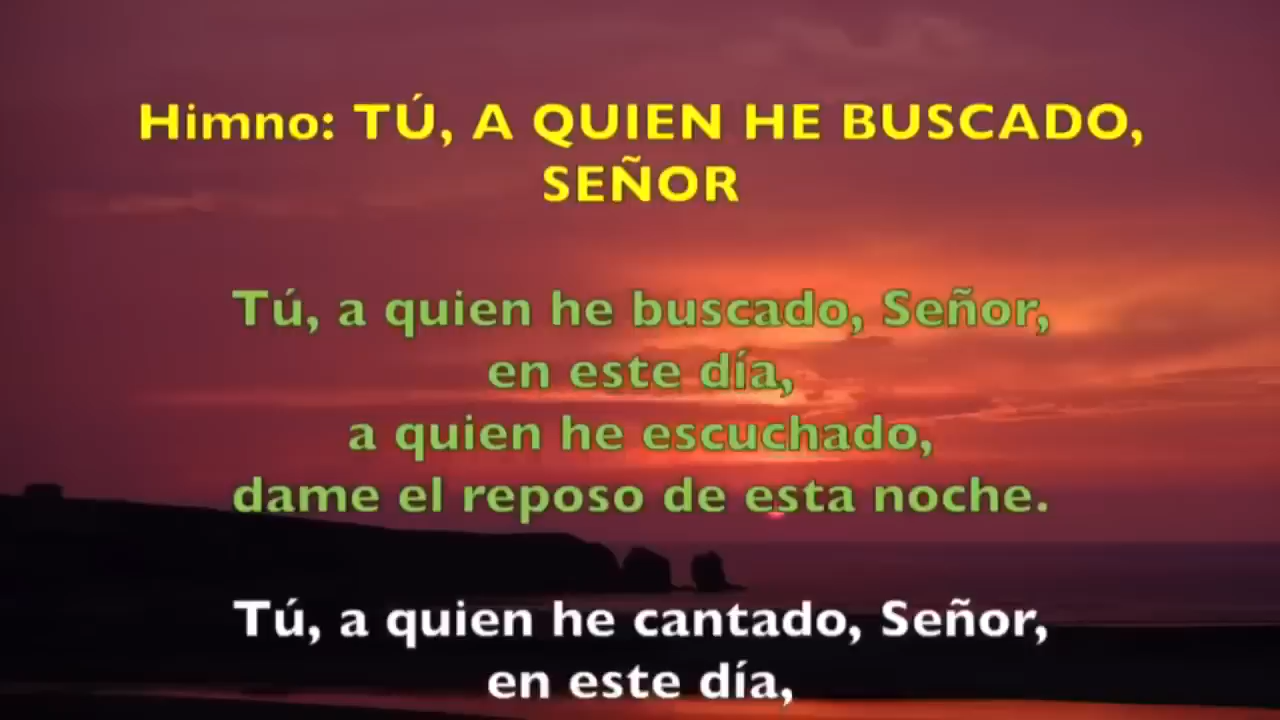 Himno: TÚ, A QUIEN HE BUSCADO,
SEÑOR
Tú, a quien he buscado, Señor,
en este día,
a quien he escuchado,
dame el reposo de esta noche.
Tú, a quien he cantado, Señor,
en este día,